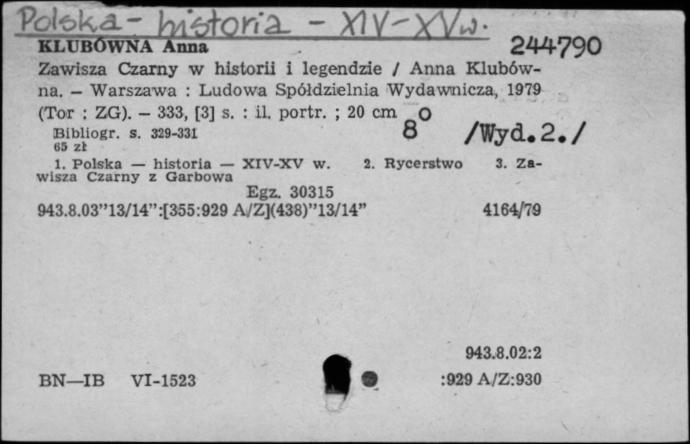 Polska - historia - XIV-XV w.
KLUBÓWNA Anna 244790
Zawisza Czarny w historii i legendzie / Anna Klubów-
na. — Warszawa : Ludowa Spółdzielnia Wydawnicza, 1979
(Tor : ZG). — 333, [3] s. : il. portr. ; 20 cm
8o /Wyd.2./
Bibliogr. s. 329-331
65 zł
1. Polska — historia — XIV-XV w. 2. Rycerstwo 3. Za-
wisza Czarny z Garbowa
Egz. 30315
943.8.03"13/14":[355:929 A/Z](438)"13/14" 4164/79
943.8.02:2
BN—IB VI-1523 :929 A/Z:930